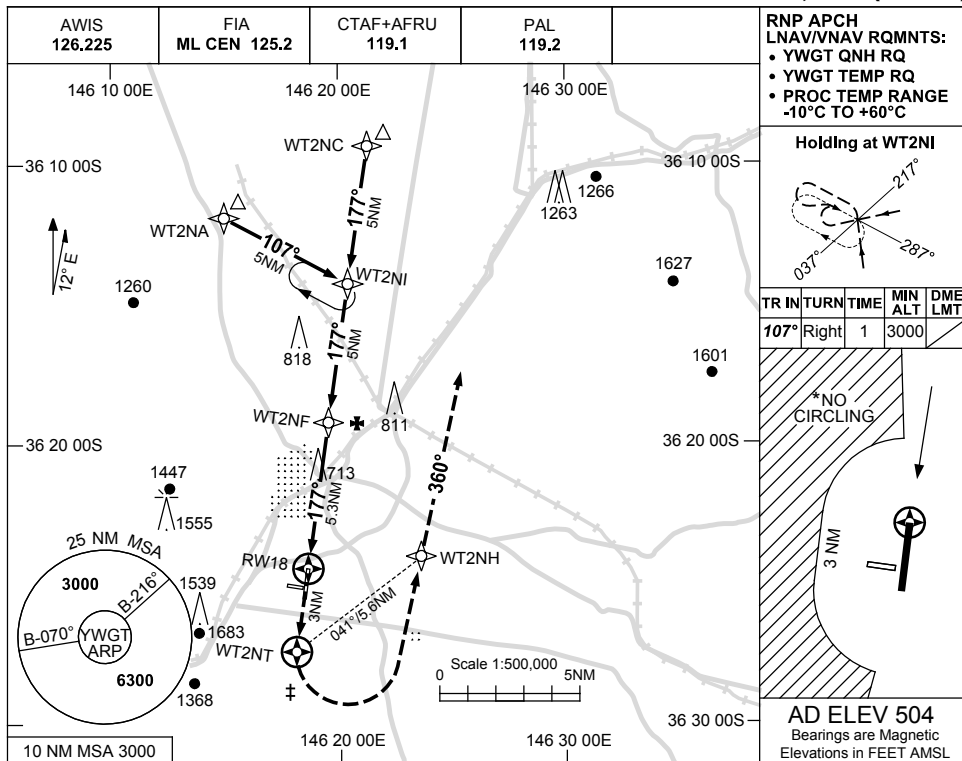 AWIS
126.225
FIA
ML CEN 125.2
CTAF+AFRU
119.1
PAL
119.2
RNP APCH
LNAV/VNAV RQMNTS:
• YWGT QNH RQ
• YWGT TEMP RQ
• PROC TEMP RANGE
-10°C TO +60°C
146 10 00E
146 20 00E
146 30 00E
Holding at WT2NI
217°
037°
287°
TR IN TURN TIME MIN ALT DME LMT
107° Right 1 3000
36 10 00S
36 10 00S
WT2NC
1266
1263
177°
5NM
WT2NA
107°
5NM
WT2NI
12° E
1260
1627
818
177°
5NM
1601
WT2NF
811
36 20 00S
36 20 00S
*NO
CIRCLING
3 NM
713
177°
5.3NM
360°
1447
1555
25 NM MSA
3000
B-216°
B-070°
YWGT
ARP
6300
RW18
WT2NH
3NM
041°/5.6NM
1539
1683
WT2NT
1368
‡
Scale 1:500,000
0
5NM
36 30 00S
146 20 00E
146 30 00E
10 NM MSA 3000
AD ELEV 504
Bearings are Magnetic
Elevations in FEET AMSL